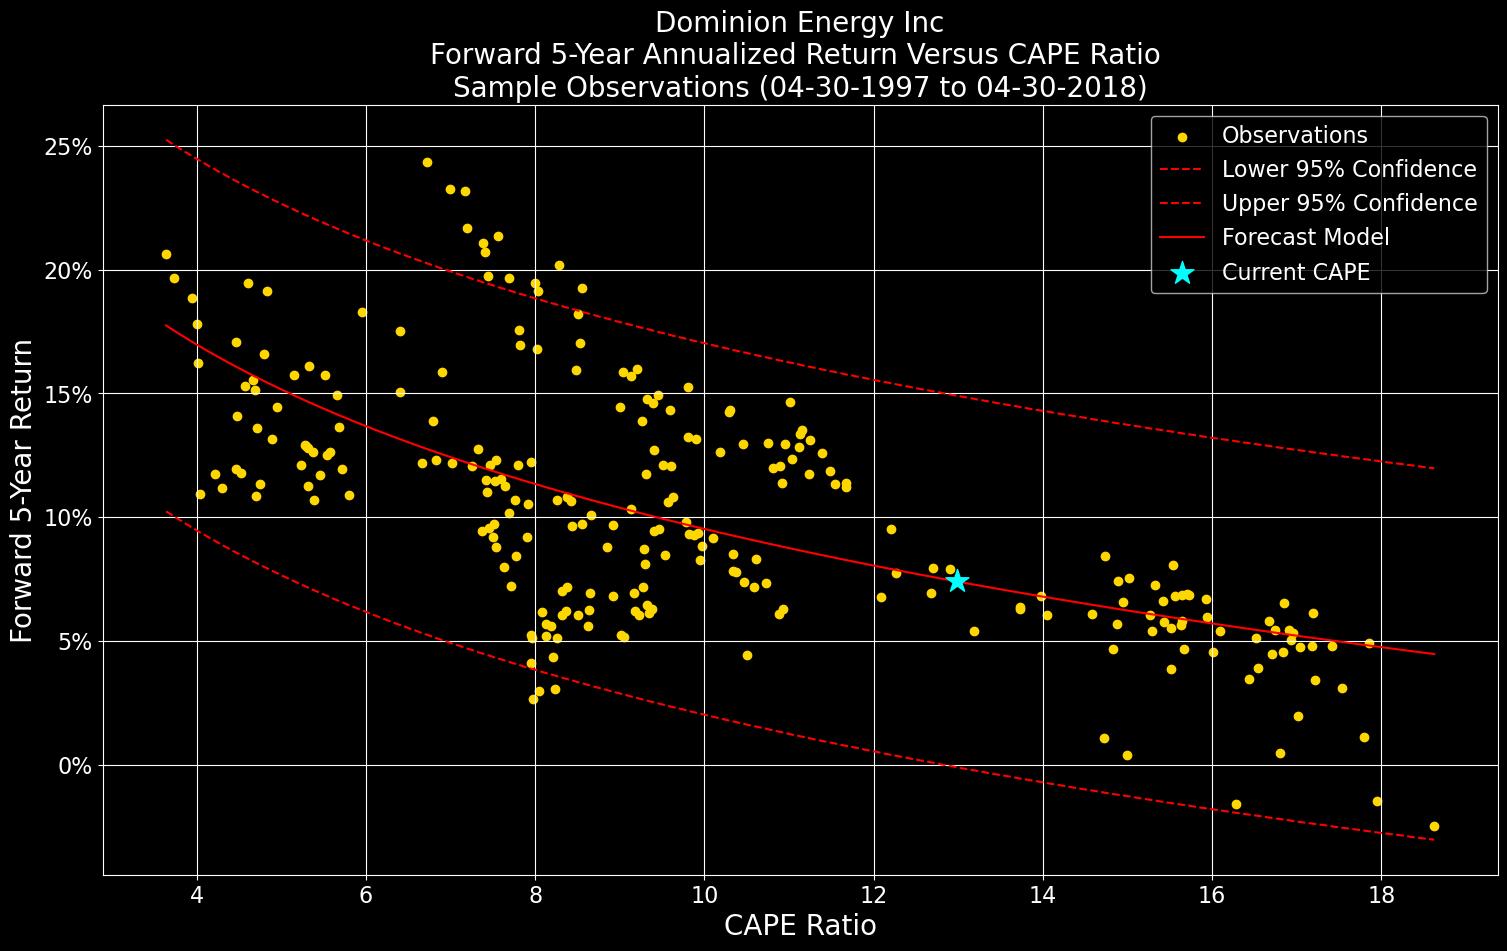 Dominion Energy Inc
Forward 5-Year Annualized Return Versus CAPE Ratio
Sample Observations (04-30-1997 to 04-30-2018)
Observations
Lower 95% Confidence
Upper 95% Confidence
Forecast Model
Current CAPE
Forward 5-Year Return
25%
20%
15%
10%
5%
0%
4 6 8 10 12 14 16 18
CAPE Ratio